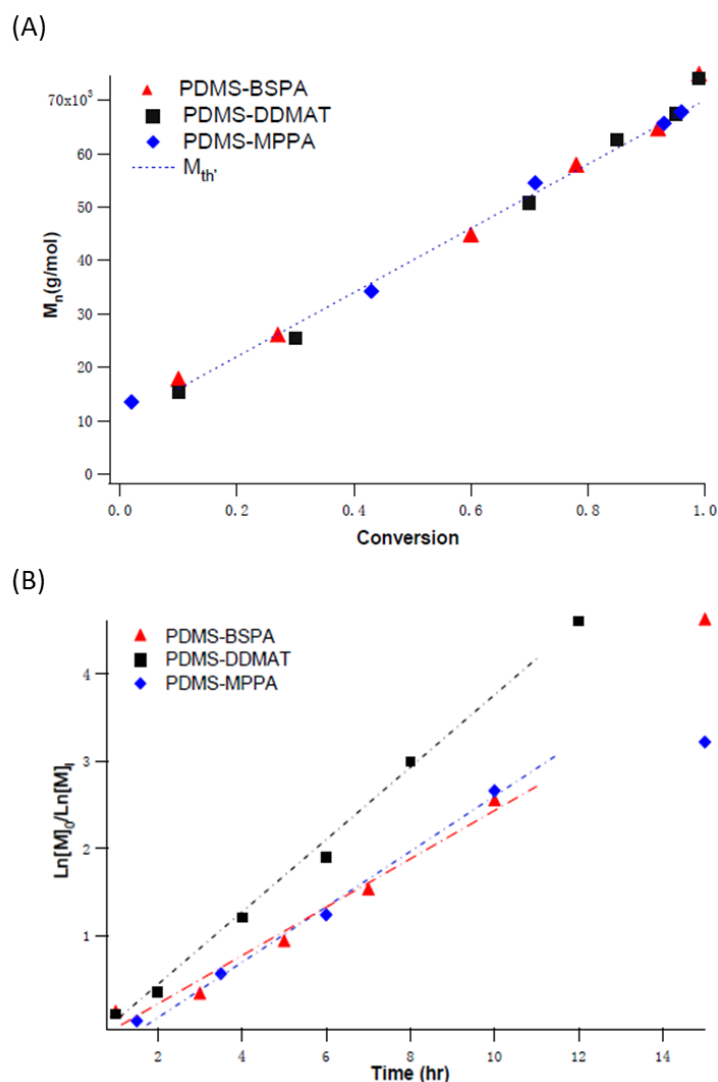 (A)
70x10³
60
50
40
30
20
10
0
Mn(g/mol)
PDMS-BSPA
PDMS-DDMAT
PDMS-MPPA
Mth'
0.0 0.2 0.4 0.6 0.8 1.0
Conversion
(B)
4
3
2
1
Ln[M]0/Ln[M]l
PDMS-BSPA
PDMS-DDMAT
PDMS-MPPA
2 4 6 8 10 12 14
Time (hr)